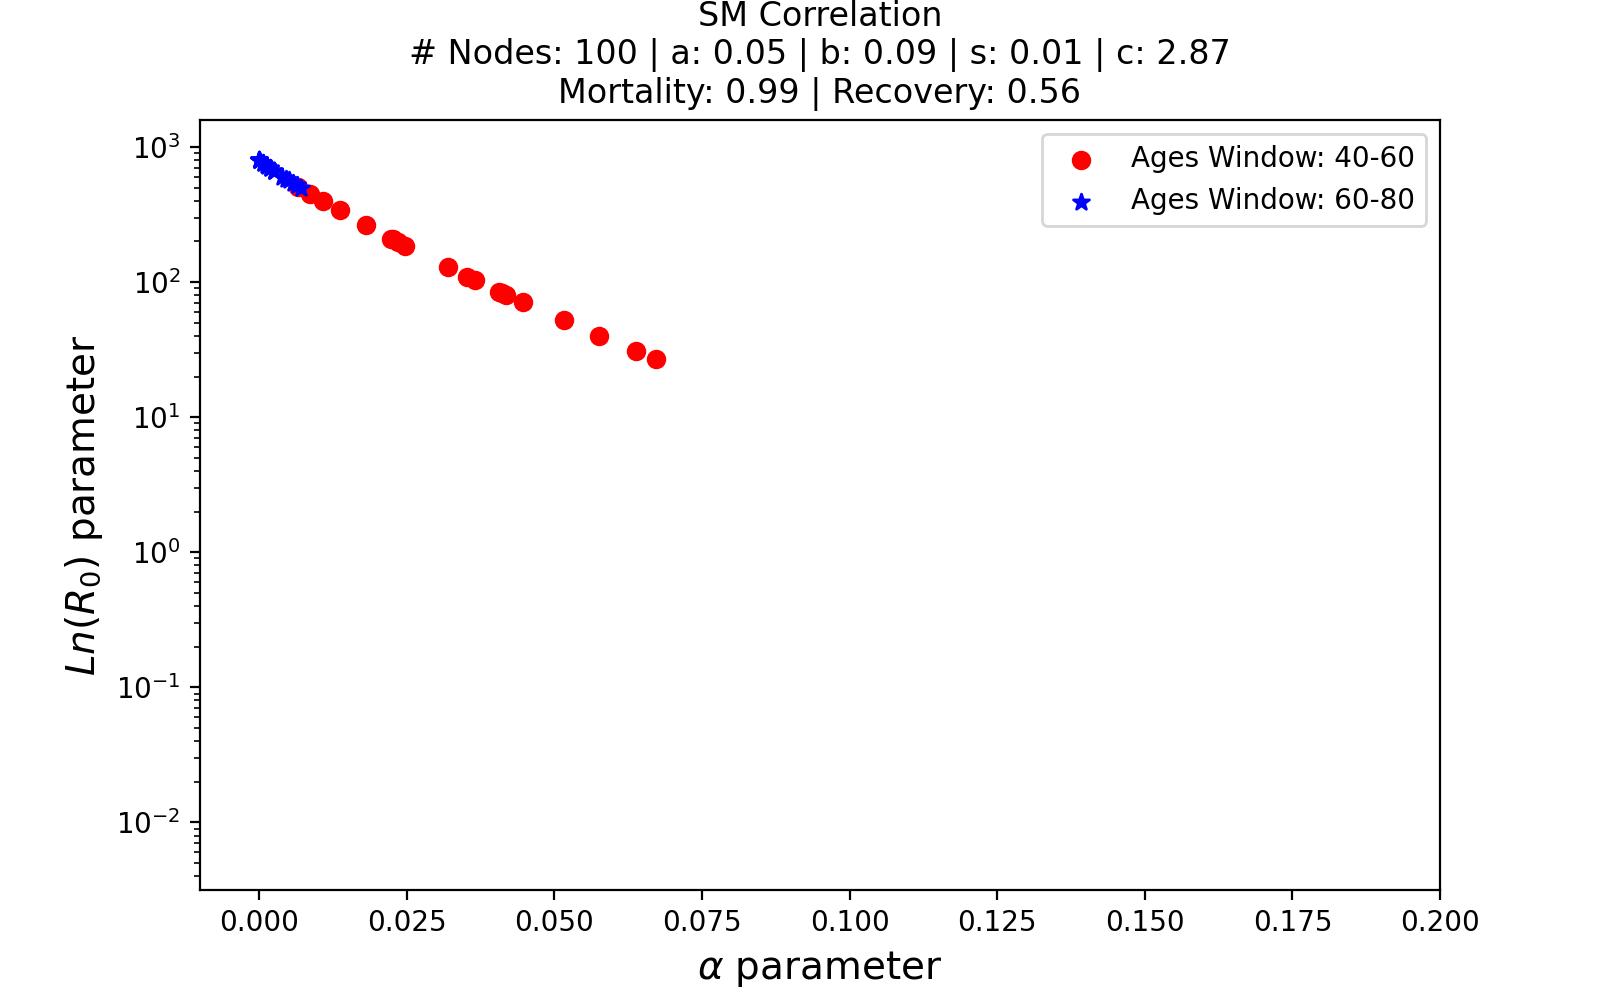 SM Correlation
# Nodes: 100 | a: 0.05 | b: 0.09 | s: 0.01 | c: 2.87
Mortality: 0.99 | Recovery: 0.56
Ages Window: 40-60
Ages Window: 60-80
10³
10²
10¹
10⁰
10⁻¹
10⁻²
Ln(R₀) parameter
0.000 0.025 0.050 0.075 0.100 0.125 0.150 0.175 0.200
α parameter